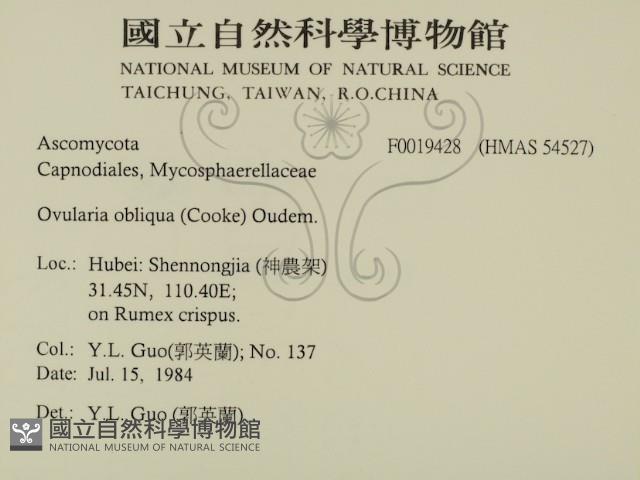 國立自然科學博物館
NATIONAL MUSEUM OF NATURAL SCIENCE
TAICHUNG, TAIWAN, R.O.CHINA
Ascomycota F0019428 (HMAS 54527)
Capnodiales, Mycosphaerellaceae
Ovularia obliqua (Cooke) Oudem.
Loc.: Hubei: Shennongjia (神農架)
31.45N, 110.40E;
on Rumex crispus.
Col.: Y.L. Guo(郭英蘭); No. 137
Date: Jul. 15, 1984
Det.: Y.L. Guo (郭英蘭)
國立自然科學博物館
NATIONAL MUSEUM OF NATURAL SCIENCE